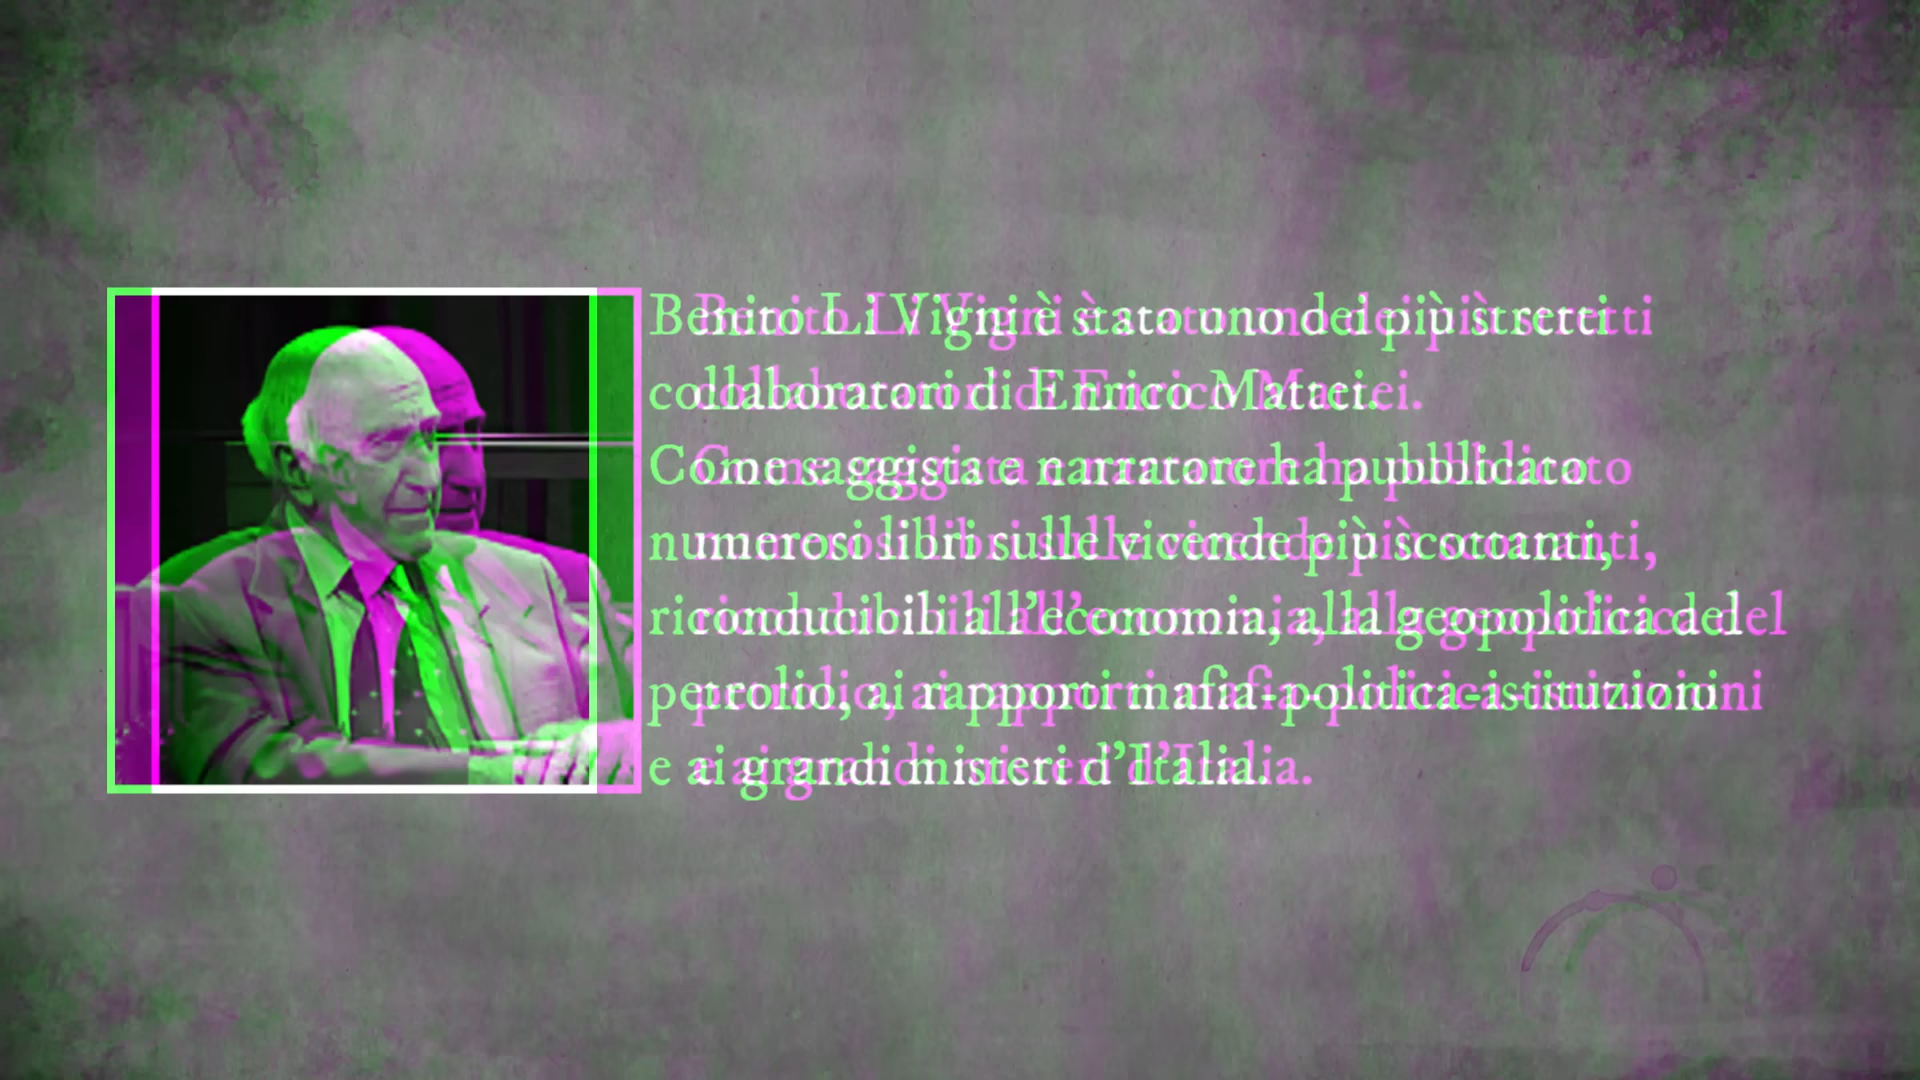 Benito Li Vigni è stato uno dei più stretti
collaboratori di Enrico Mattei.
Come saggista e narratore ha pubblicato
numerosi libri sulle vicende più scottanti,
riconducibili all'economia, alla geopolitica del
petrolio, ai rapporti mafia-politica-istituzioni
e ai grandi misteri d'Italia.